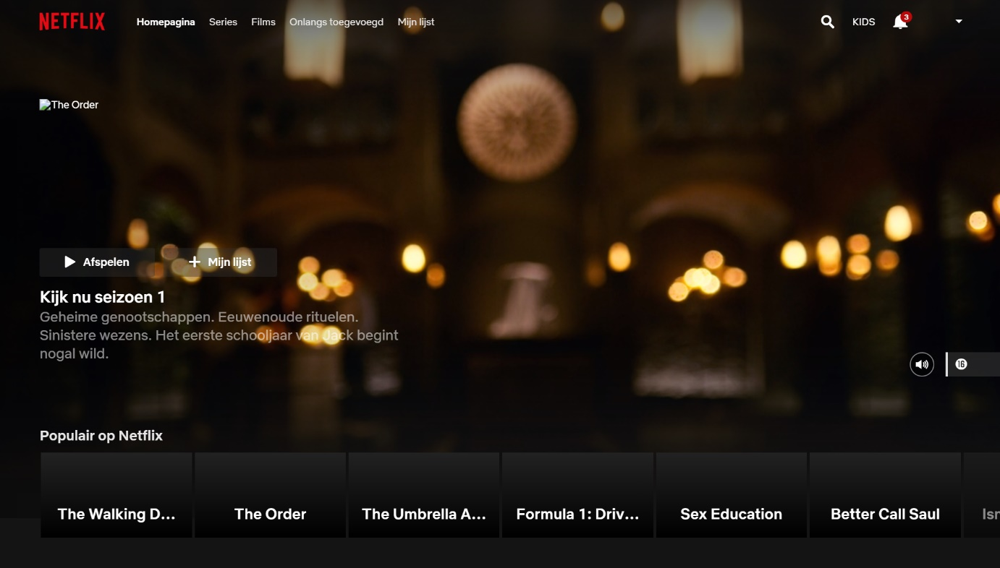 NETFLIX
Homepagina Series Films Onlangs toegevoegd Mijn lijst KIDS 3
The Order
Afspelen Mijn lijst
Kijk nu seizoen 1
Geheime genootschappen. Eeuwenoude rituelen.
Sinistere wezens. Het eerste schooljaar van Jack begint
nogal wild.
16
Populair op Netflix
The Walking D... The Order The Umbrella A... Formula 1: Driv... Sex Education Better Call Saul